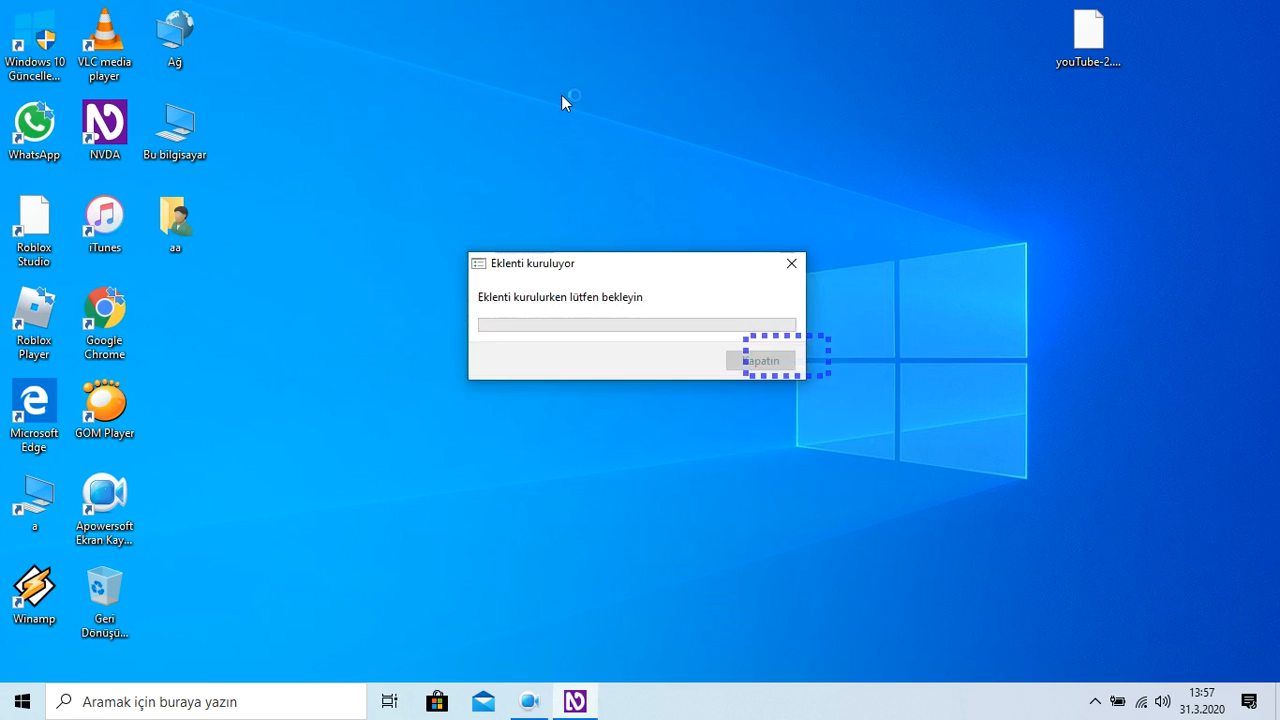 Windows 10
Güncelle...
VLC media
player
Ağ
youTube-2....
WhatsApp
NVDA
Bu bilgisayar
Roblox
Studio
iTunes
aa
Eklenti kuruluyor
Eklenti kurulurken lütfen bekleyin
Kapatın
Roblox
Player
Google
Chrome
Microsoft
Edge
GOM Player
a
Apowersoft
Ekran Kay...
Winamp
Geri
Dönüşü...
Aramak için buraya yazın
13:57
31.3.2020